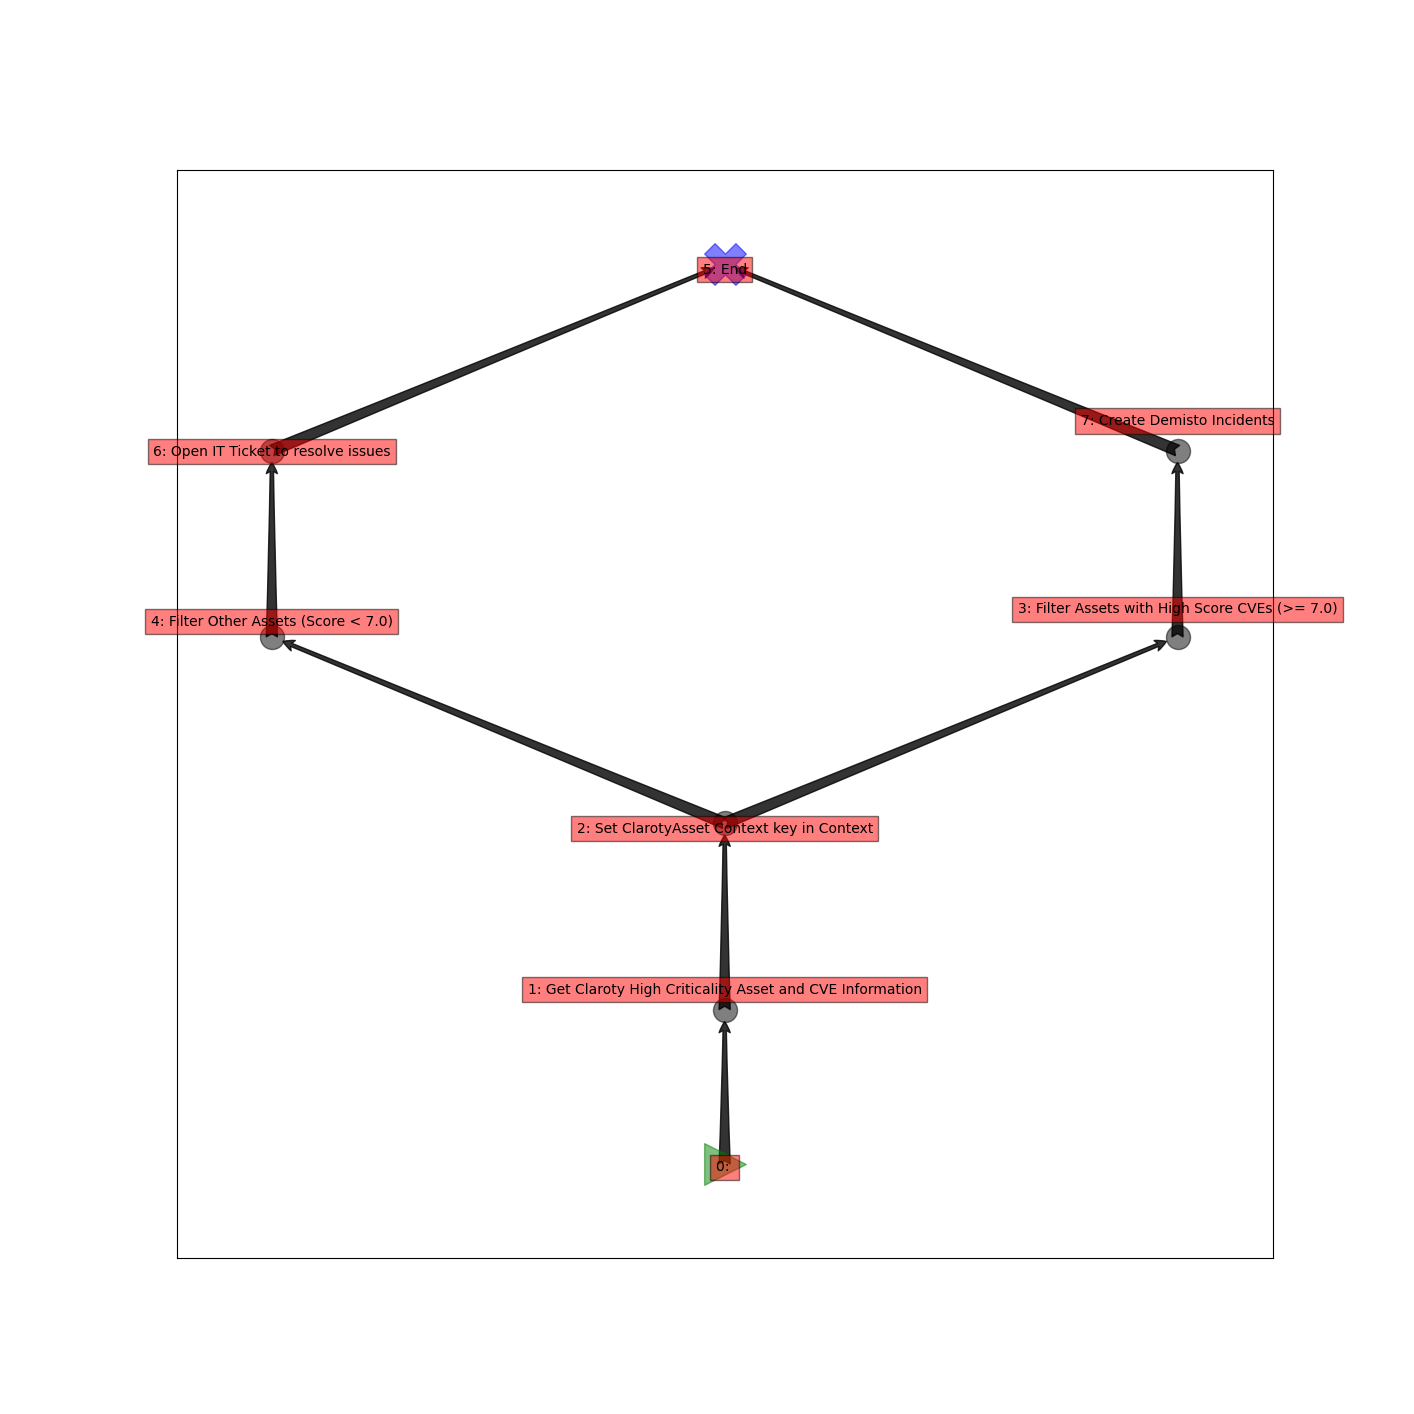 5: End
7: Create Demisto Incidents
6: Open IT Ticket to resolve issues
3: Filter Assets with High Score CVEs (>= 7.0)
4: Filter Other Assets (Score < 7.0)
2: Set ClarotyAsset Context key in Context
1: Get Claroty High Criticality Asset and CVE Information
0: